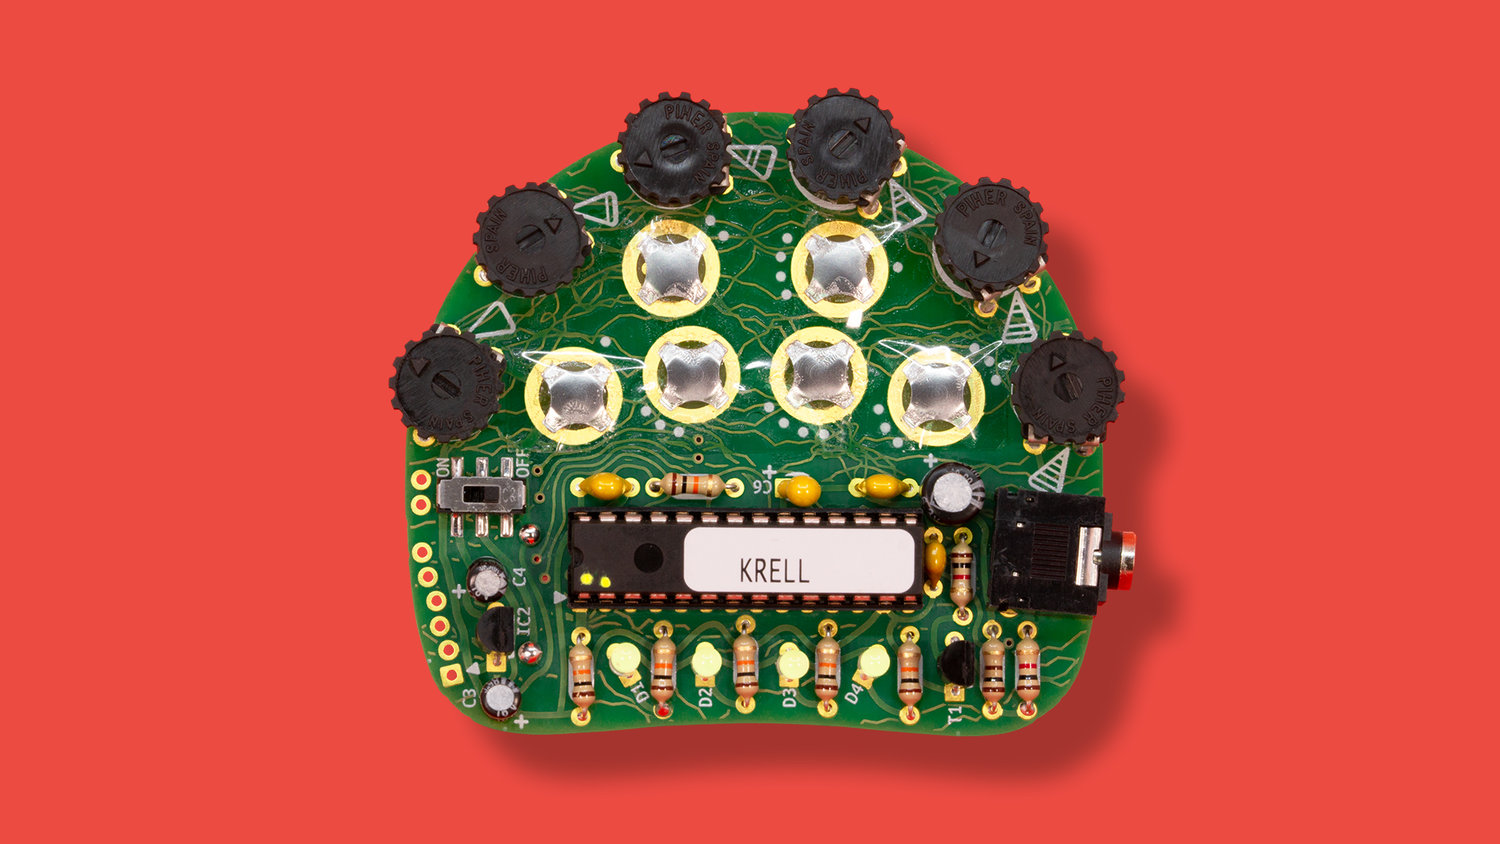 PIHER SPAIN
PIHER SPAIN
PIHER SPAIN
PIHER SPAIN
PIHER SPAIN
PIHER SPAIN
ON
OFF
C6
KRELL
C4
IC2
C3
D1
D2
D3
D4
T1